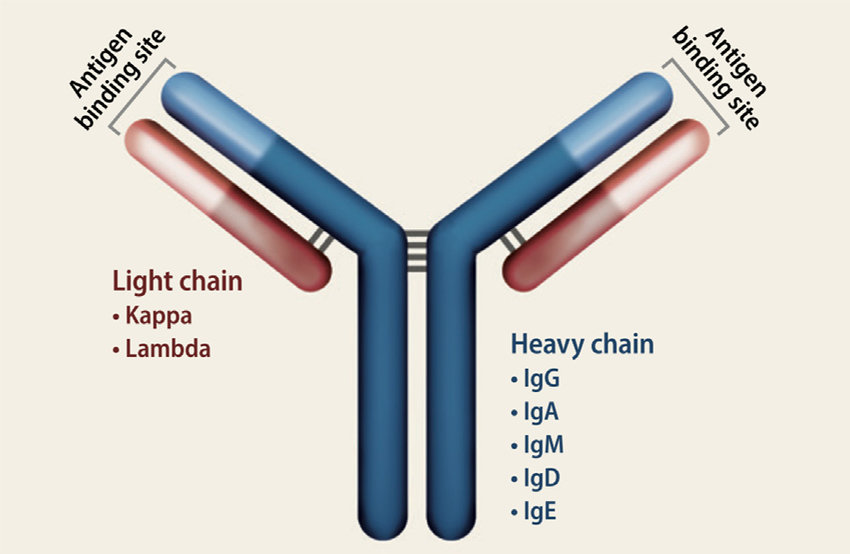 Antigen
binding site
Antigen
binding site
Light chain
• Kappa
• Lambda
Heavy chain
• IgG
• IgA
• IgM
• IgD
• IgE